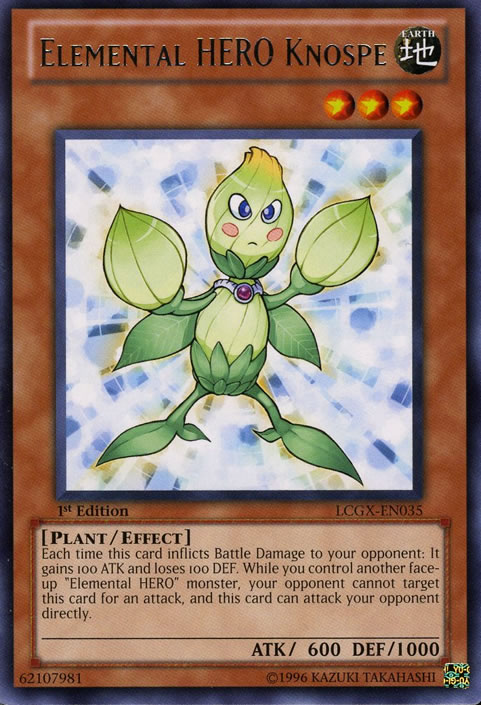 ELEMENTAL HERO KNOSPE
EARTH
地
1st Edition
LCGX-EN035
[PLANT/EFFECT]
Each time this card inflicts Battle Damage to your opponent: It
gains 100 ATK and loses 100 DEF. While you control another face-
up "Elemental HERO" monster, your opponent cannot target
this card for an attack, and this card can attack your opponent
directly.
ATK/ 600 DEF/1000
62107981
©1996 KAZUKI TAKAHASHI